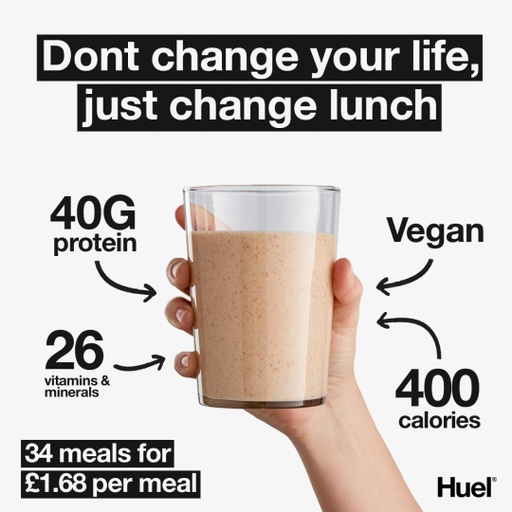 Dont change your life,
just change lunch
40G
protein
Vegan
26
vitamins &
minerals
400
calories
34 meals for
£1.68 per meal
Huel®